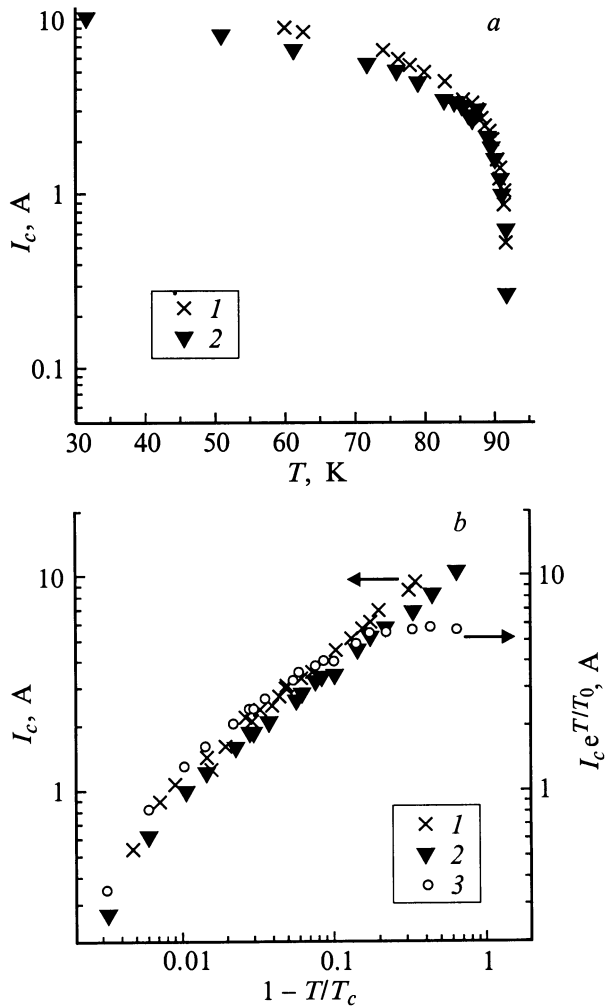 10
a
1
I_c, A
× 1
▼ 2
0.1
30 40 50 60 70 80 90
T, K
b
10
10
I_c, A
I_c e^{T/T_0}, A
1
1
× 1
▼ 2
○ 3
0.01 0.1 1
1 – T/T_c